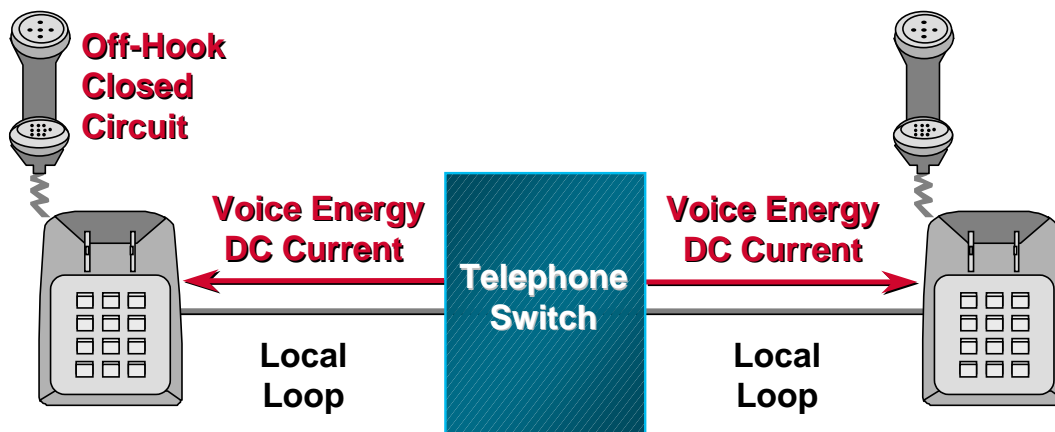 Off-Hook
Closed
Circuit
Voice Energy
DC Current
Telephone
Switch
Voice Energy
DC Current
Local
Loop
Local
Loop